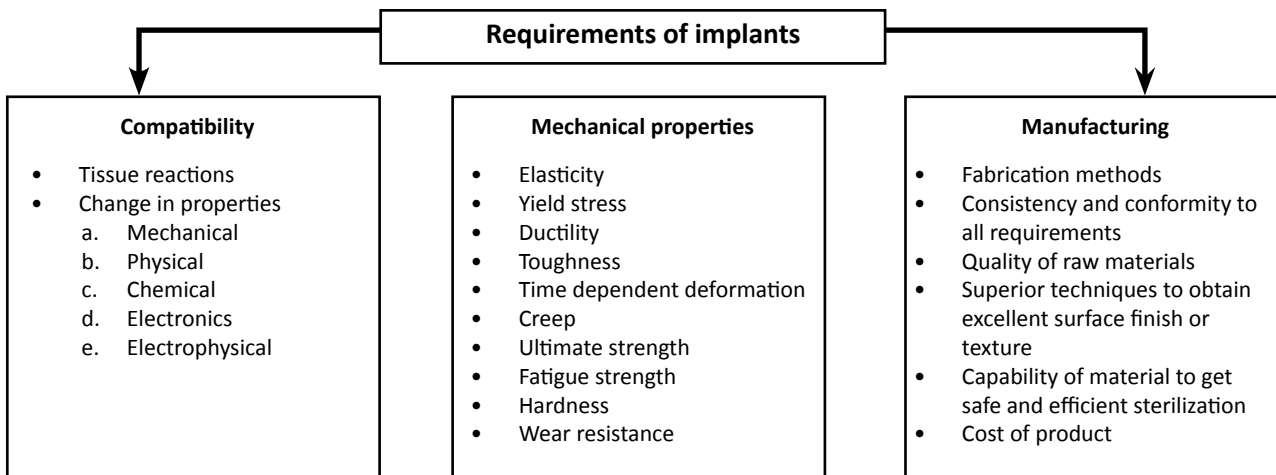 Requirements of implants
Compatibility
• Tissue reactions
• Change in properties
a. Mechanical
b. Physical
c. Chemical
d. Electronics
e. Electrophysical
Mechanical properties
• Elasticity
• Yield stress
• Ductility
• Toughness
• Time dependent deformation
• Creep
• Ultimate strength
• Fatigue strength
• Hardness
• Wear resistance
Manufacturing
• Fabrication methods
• Consistency and conformity to
all requirements
• Quality of raw materials
• Superior techniques to obtain
excellent surface finish or
texture
• Capability of material to get
safe and efficient sterilization
• Cost of product